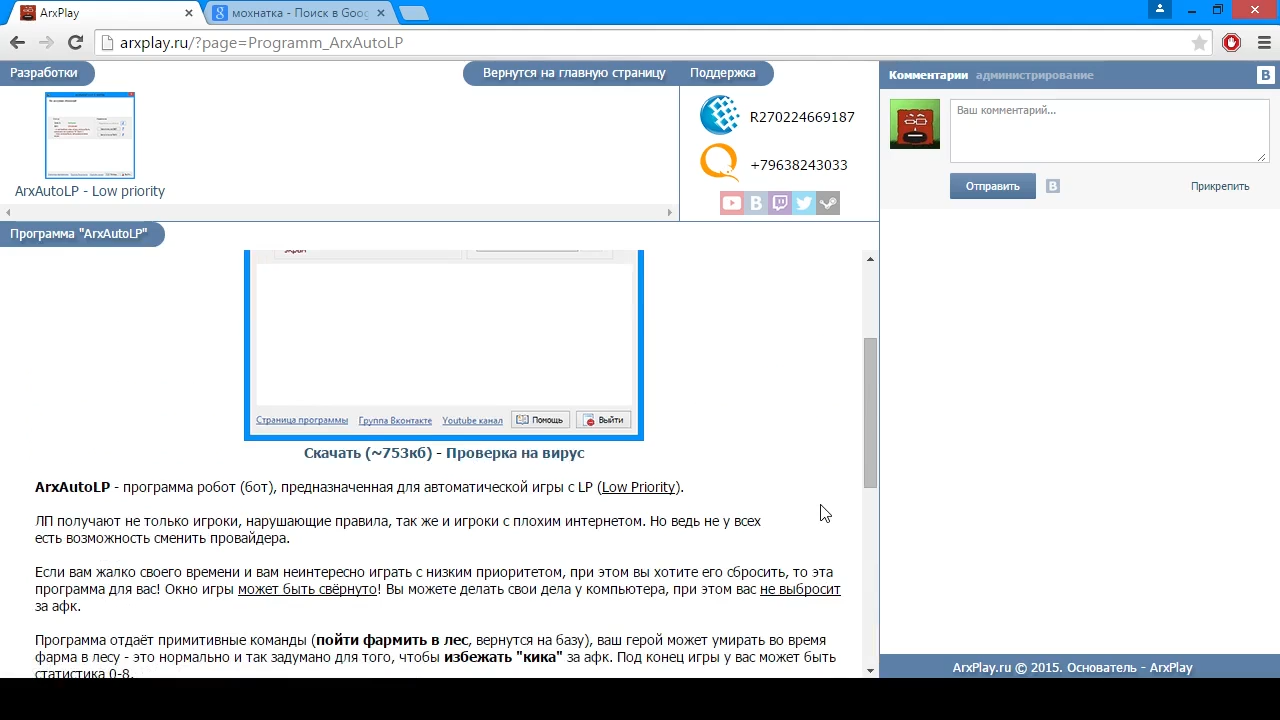 ArxPlay
мохнатка - Поиск в Goog
arxplay.ru/?page=Programm_ArxAutoLP
Разработки
Вернутся на главную страницу
Поддержка
ArxAutoLP - Low priority
R270224669187
+79638243033
Комментарии администрирование
Ваш комментарий...
Отправить
Прикрепить
Программа "ArxAutoLP"
Страница программы
Группа Вконтакте
Youtube канал
Помощь
Выйти
Скачать (~753кб) - Проверка на вирус
ArxAutoLP - программа робот (бот), предназначенная для автоматической игры с LP (Low Priority).
ЛП получают не только игроки, нарушающие правила, так же и игроки с плохим интернетом. Но ведь не у всех
есть возможность сменить провайдера.
Если вам жалко своего времени и вам неинтересно играть с низким приоритетом, при этом вы хотите его сбросить, то эта
программа для вас! Окно игры может быть свёрнуто! Вы можете делать свои дела у компьютера, при этом вас не выбросит
за афк.
Программа отдаёт примитивные команды (пойти фармить в лес, вернутся на базу), ваш герой может умирать во время
фарма в лесу - это нормально и так задумано для того, чтобы избежать "кика" за афк. Под конец игры у вас может быть
статистика 0-8.
ArxPlay.ru © 2015. Основатель - ArxPlay